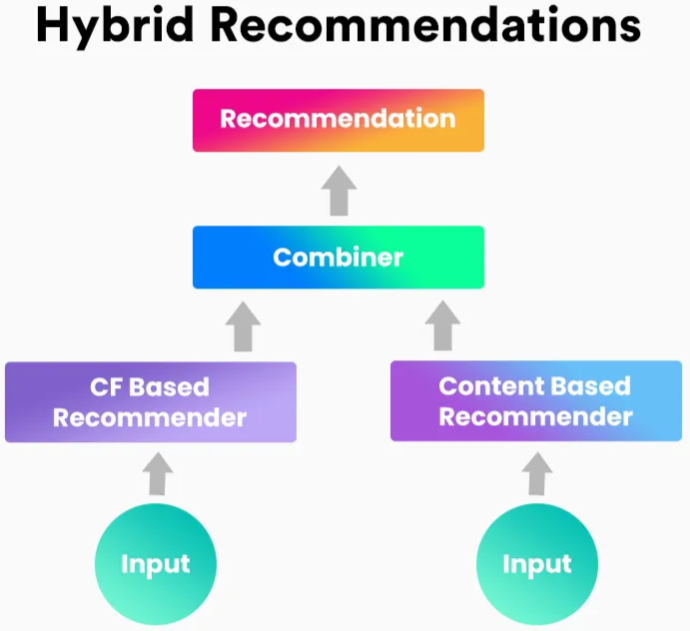 Hybrid Recommendations
Recommendation
Combiner
CF Based
Recommender
Content Based
Recommender
Input
Input